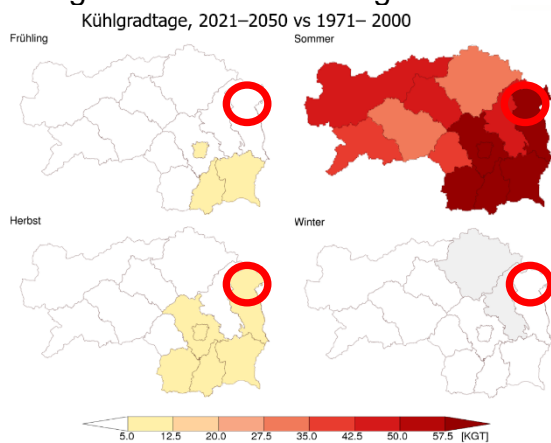 Kühlgradtage, 2021–2050 vs 1971– 2000
Frühling
Sommer
Herbst
Winter
5.0 12.5 20.0 27.5 35.0 42.5 50.0 57.5 [KGT]